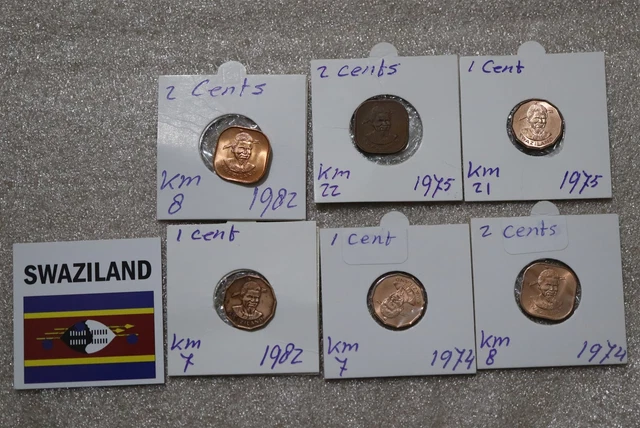 2 Cents
Km
8
1982
2 Cents
Km
22
1975
1 Cent
Km
21
1975
SWAZILAND
1 Cent
Km
7
1982
1 Cent
Km
7
1974
2 Cents
Km
8
1974